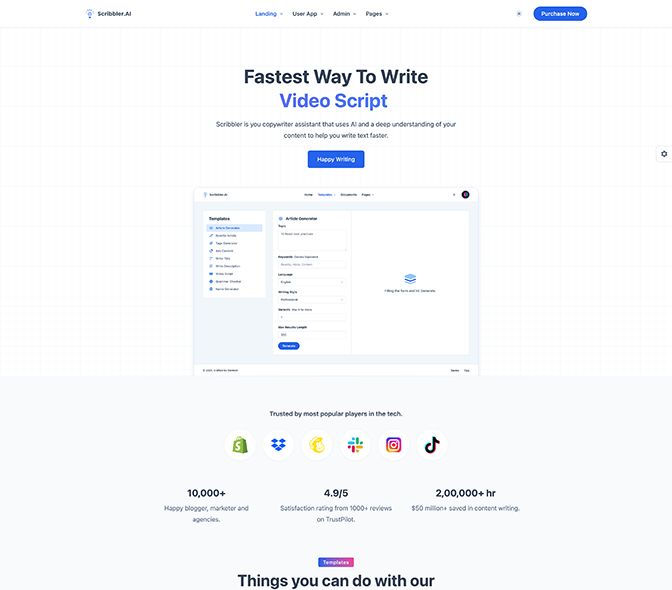 Scribbler.AI
Landing
User App
Admin
Pages
Purchase Now
Fastest Way To Write
Video Script
Scribbler is you copywriter assistant that uses AI and a deep understanding of your
content to help you write text faster.
Happy Writing
Scribbler.AI
Home
Templates
Documents
Pages
Templates
Article Generator
Rewrite Article
Tags Generator
Write Title
Write Description
Video Script
Grammar Checker
Name Generator
Article Generator
Topic
Keywords
Language
English
Writing Style
Professional
Max Results Length
Generate
Filling the form and hit Generate.
Trusted by most popular players in the tech.
10,000+
Happy blogger, marketer and
agencies.
4.9/5
Satisfaction rating from 1000+ reviews
on TrustPilot.
2,00,000+ hr
$50 million+ saved in content writing.
Templates
Things you can do with our